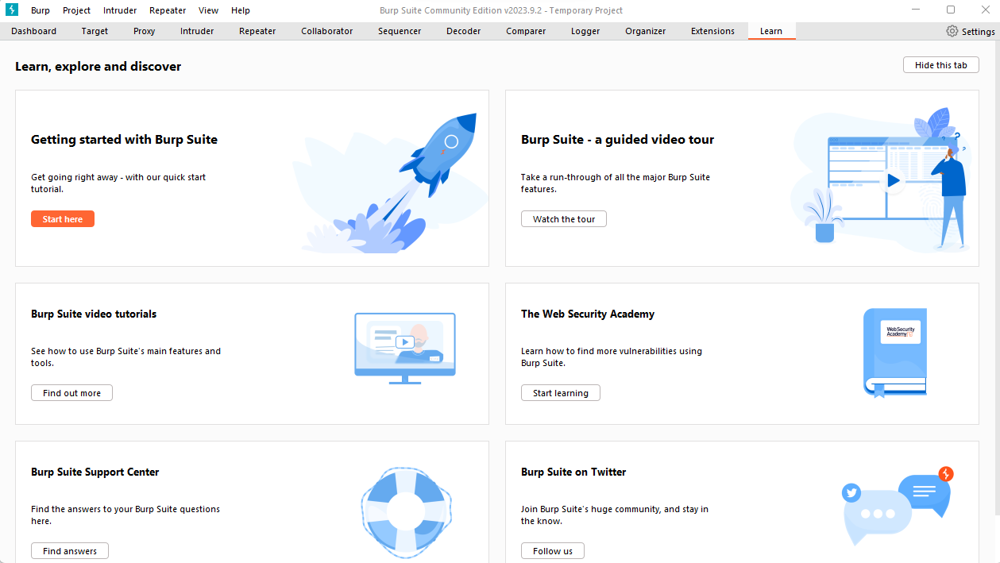 Burp Project Intruder Repeater View Help Burp Suite Community Edition v2023.9.2 - Temporary Project
Dashboard Target Proxy Intruder Repeater Collaborator Sequencer Decoder Comparer Logger Organizer Extensions Learn Settings
Learn, explore and discover
Hide this tab
Getting started with Burp Suite
Get going right away - with our quick start
tutorial.
Start here
Burp Suite - a guided video tour
Take a run-through of all the major Burp Suite
features.
Watch the tour
? ? ?
Burp Suite video tutorials
See how to use Burp Suite's main features and
tools.
Find out more
The Web Security Academy
Learn how to find more vulnerabilities using
Burp Suite.
Start learning
Web Security
Academy
Burp Suite Support Center
Find the answers to your Burp Suite questions
here.
Find answers
Burp Suite on Twitter
Join Burp Suite's huge community, and stay in
the know.
Follow us